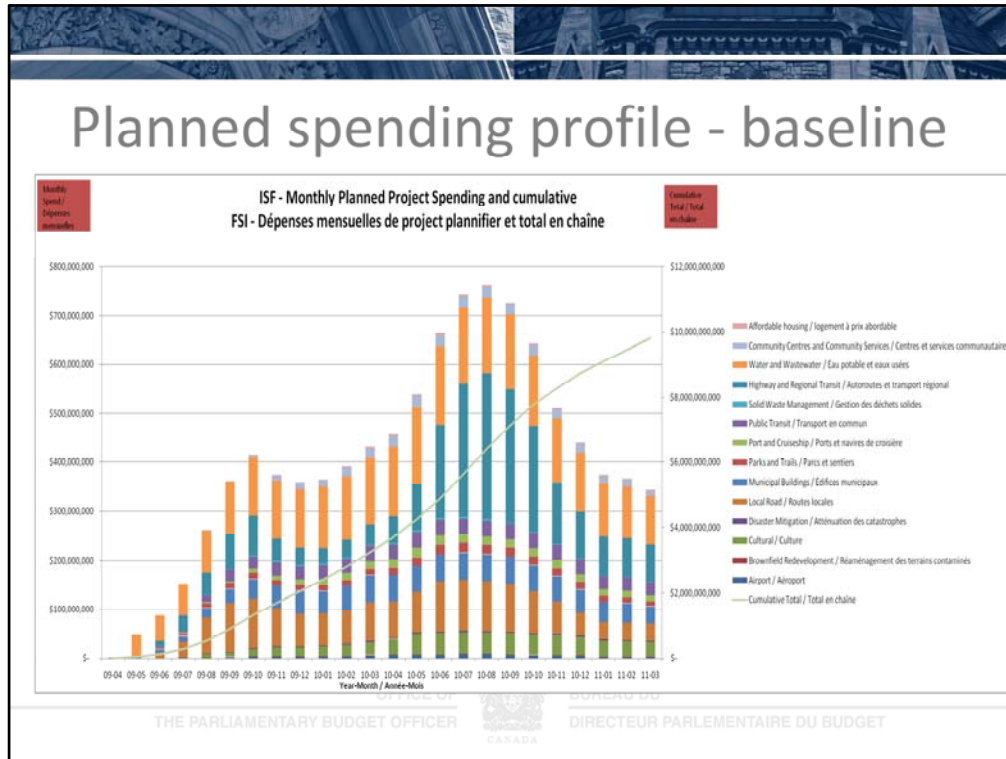 Planned spending profile - baseline
Monthly
Spend /
Dépenses
mensuelles
ISF - Monthly Planned Project Spending and cumulative
FSI - Dépenses mensuelles de project plannifier et total en chaîne
Cumulative
Total / Total
en chaîne
$800,000,000
$700,000,000
$600,000,000
$500,000,000
$400,000,000
$300,000,000
$200,000,000
$100,000,000
$-
$12,000,000,000
$10,000,000,000
$8,000,000,000
$6,000,000,000
$4,000,000,000
$2,000,000,000
$-
Affordable housing / logement à prix abordable
Community Centres and Community Services / Centres et services communautaire
Water and Wastewater / Eau potable et eaux usées
Highway and Regional Transit / Autoroutes et transport régional
Solid Waste Management / Gestion des déchets solides
Public Transit / Transport en commun
Port and Cruiseship / Ports et navires de croisière
Parks and Trails / Parcs et sentiers
Municipal Buildings / Édifices municipaux
Local Road / Routes locales
Disaster Mitigation / Atténuation des catastrophes
Cultural / Culture
Brownfield Redevelopment / Réaménagement des terrains contaminés
Airport / Aéroport
Cumulative Total / Total en chaîne
09-04 09-05 09-06 09-07 09-08 09-09 09-10 09-11 09-12 10-01 10-02 10-03 10-04 10-05 10-06 10-07 10-08 10-09 10-10 10-11 10-12 11-01 11-02 11-03
Year-Month / Année-Mois
OFFICE OF BUREAU DU
THE PARLIAMENTARY BUDGET OFFICER DIRECTEUR PARLEMENTAIRE DU BUDGET
CANADA